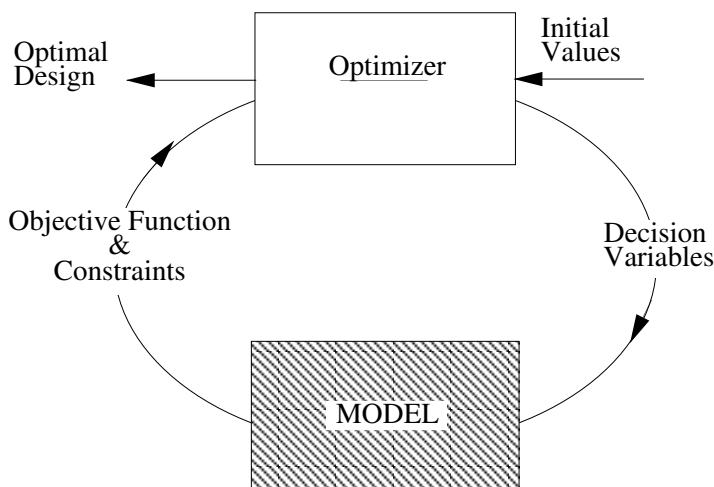 Optimal
Design
Optimizer
Initial
Values
Objective Function
&
Constraints
Decision
Variables
MODEL